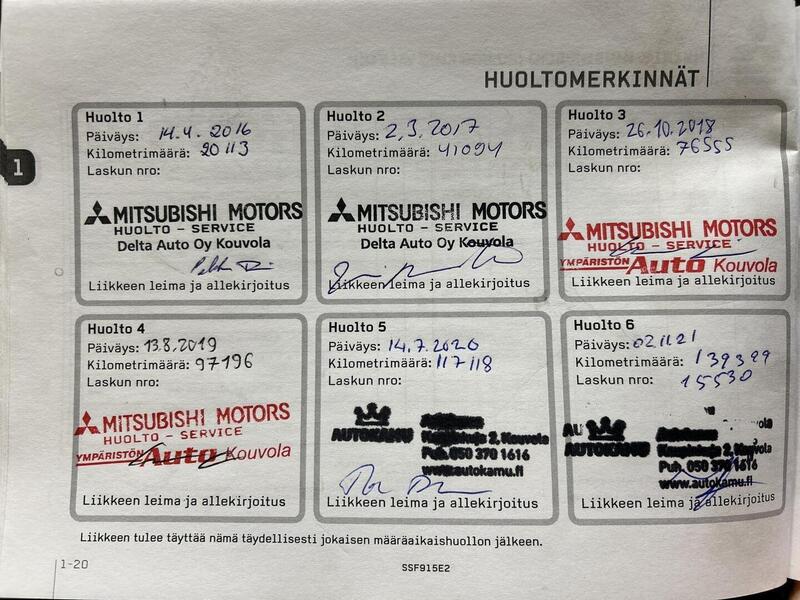 HUOLTOMERKINNÄT
1
Huolto 1
Päiväys: 14.4.2016
Kilometrimäärä: 20113
Laskun nro:
MITSUBISHI MOTORS
HUOLTO - SERVICE
Delta Auto Oy Kouvola
Liikkeen leima ja allekirjoitus
Huolto 2
Päiväys: 2.3.2017
Kilometrimäärä: 41094
Laskun nro:
MITSUBISHI MOTORS
HUOLTO - SERVICE
Delta Auto Oy Kouvola
Liikkeen leima ja allekirjoitus
Huolto 3
Päiväys: 26.10.2018
Kilometrimäärä: 76555
Laskun nro:
MITSUBISHI MOTORS
HUOLTO - SERVICE
YMPÄRISTÖN Auto Kouvola
Liikkeen leima ja allekirjoitus
Huolto 4
Päiväys: 13.8.2019
Kilometrimäärä: 97196
Laskun nro:
MITSUBISHI MOTORS
HUOLTO - SERVICE
YMPÄRISTÖN Auto Kouvola
Liikkeen leima ja allekirjoitus
Huolto 5
Päiväys: 14.7.2020
Kilometrimäärä: 117118
Laskun nro:
AUTOKAMU
2, Kouvola
Puh. 050 370 1616
www.autokamu.fi
Liikkeen leima ja allekirjoitus
Huolto 6
Päiväys:
Kilometrimäärä: 139399
Laskun nro: 15530
AUTOKAMU
2, Kouvola
Puh. 050 370 1616
www.autokamu.fi
Liikkeen leima ja allekirjoitus
Liikkeen tulee täyttää nämä täydellisesti jokaisen määräaikaishuollon jälkeen.
1-20
SSF915E2